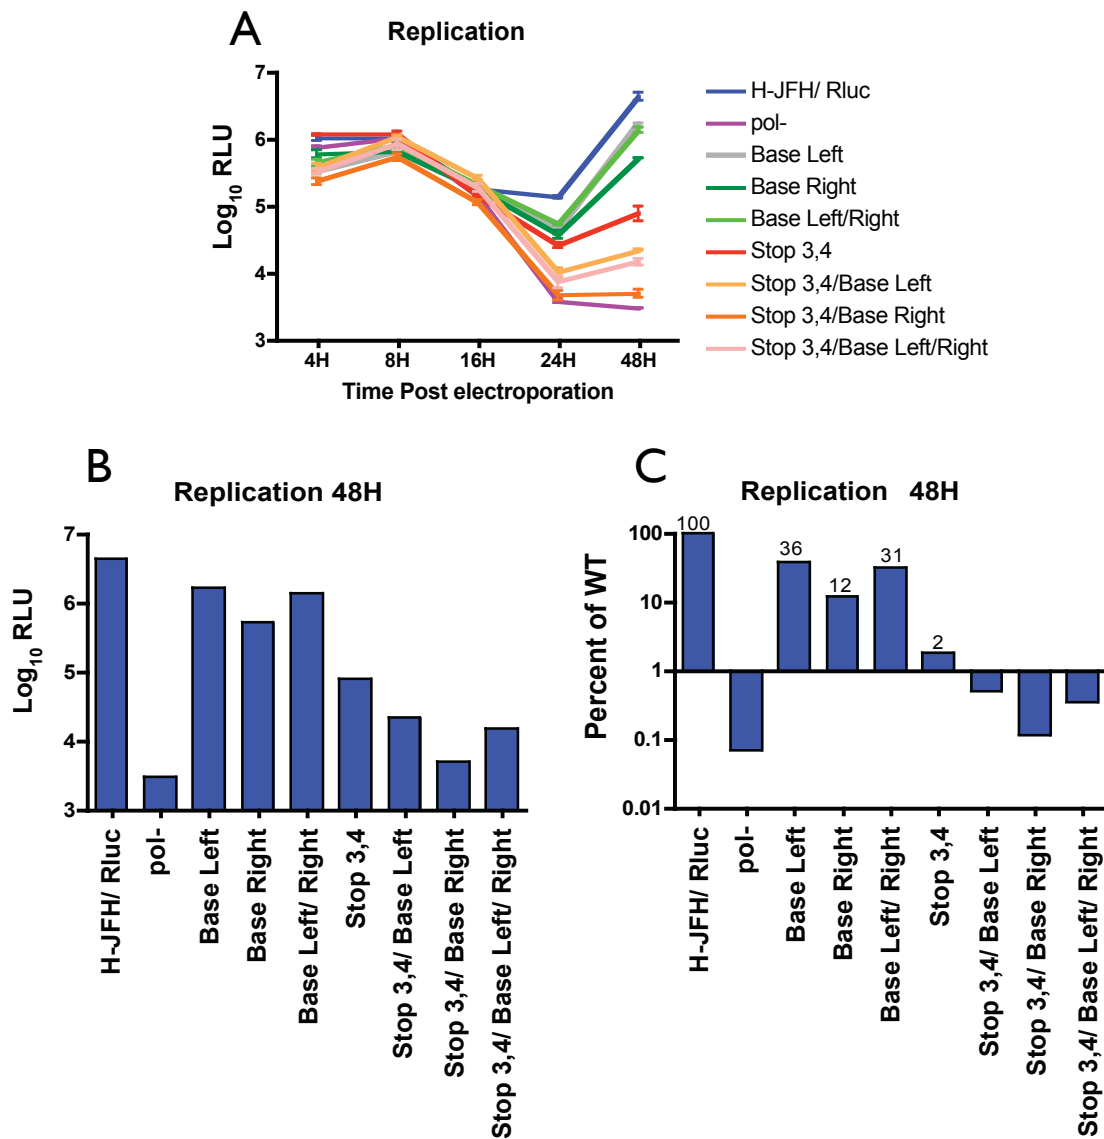 A
Replication
7
6
5
4
3
Log10 RLU
4H
8H
16H
24H
48H
Time Post electroporation
H-JFH/ Rluc
pol-
Base Left
Base Right
Base Left/Right
Stop 3,4
Stop 3,4/Base Left
Stop 3,4/Base Right
Stop 3,4/Base Left/Right
B
Replication 48H
7
6
5
4
3
Log10 RLU
H-JFH/ Rluc
pol-
Base Left
Base Right
Base Left/ Right
Stop 3,4
Stop 3,4/ Base Left
Stop 3,4/ Base Right
Stop 3,4/ Base Left/ Right
C
Replication 48H
100
10
1
0.1
0.01
Percent of WT
100
36
12
31
2
H-JFH/ Rluc
pol-
Base Left
Base Right
Base Left/ Right
Stop 3,4
Stop 3,4/ Base Left
Stop 3,4/ Base Right
Stop 3,4/ Base Left/ Right